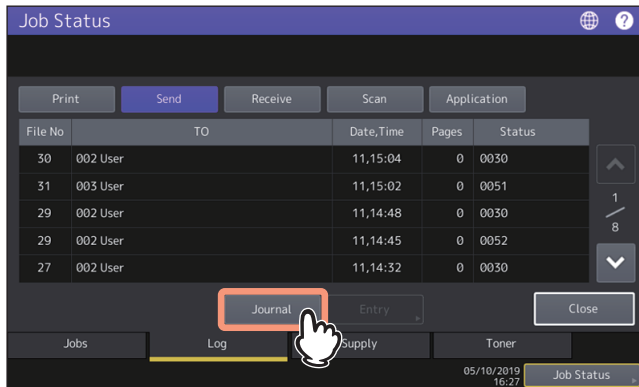 Job Status
?
Print Send Receive Scan Application
File No TO Date,Time Pages Status
30 002 User 11,15:04 0 0030
31 003 User 11,15:02 0 0051
29 002 User 11,14:48 0 0030
29 002 User 11,14:45 0 0052
27 002 User 11,14:32 0 0030
1
8
Journal Entry Close
Jobs Log Supply Toner
05/10/2019
16:27
Job Status